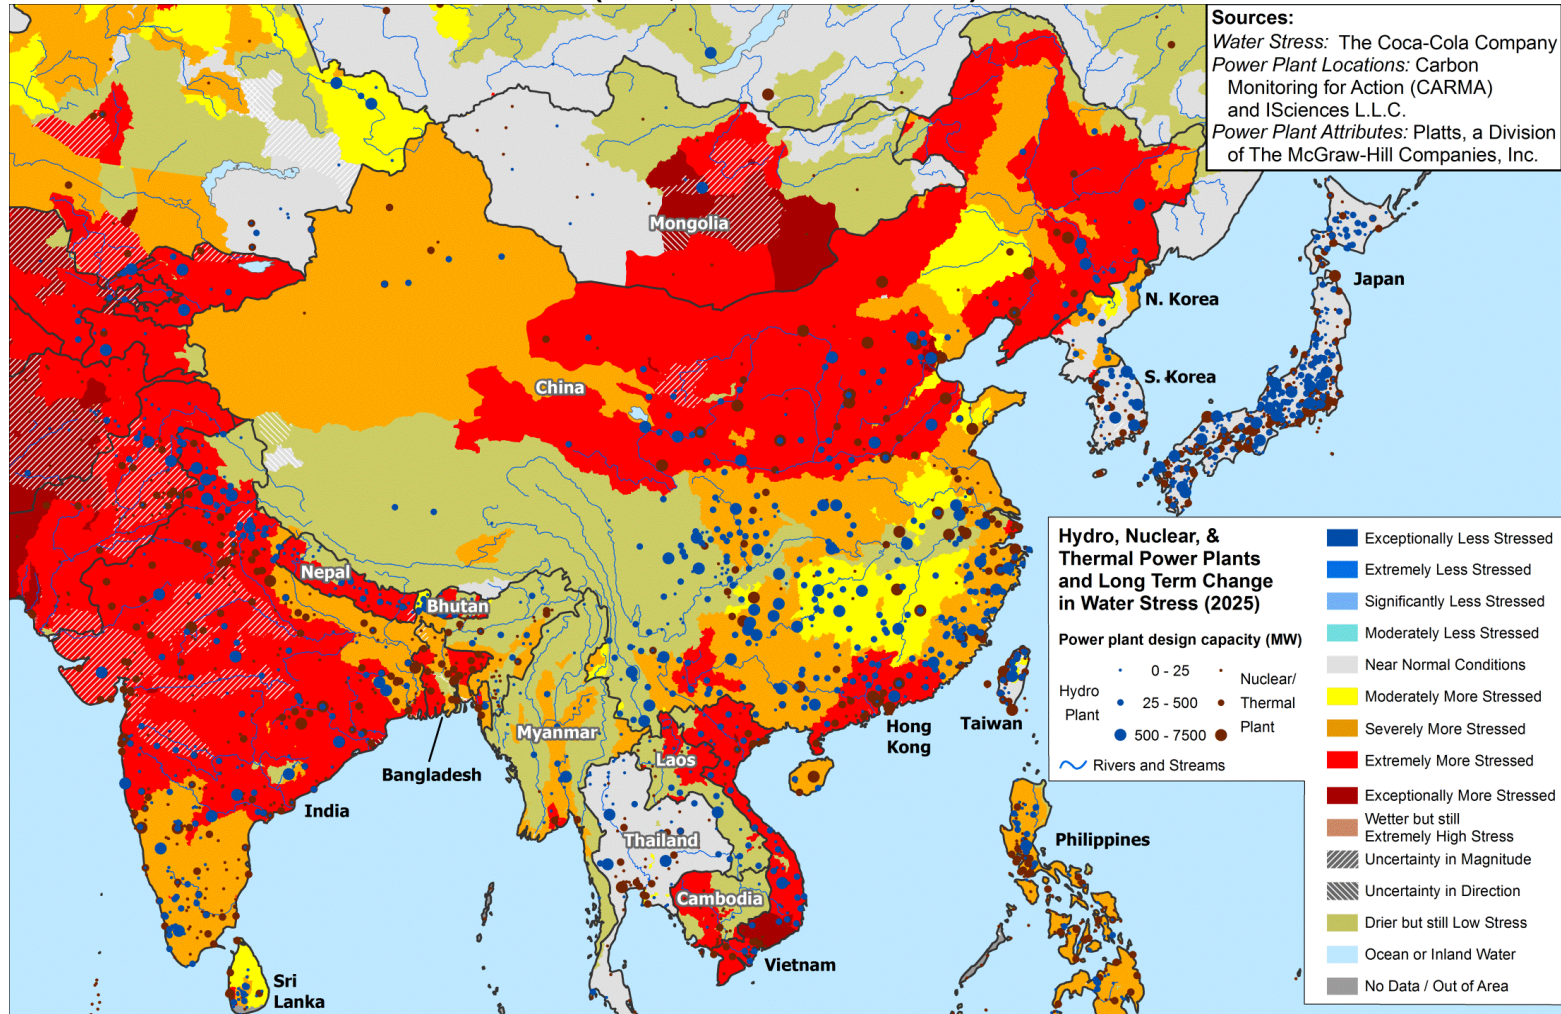 Sources:
Water Stress: The Coca-Cola Company
Power Plant Locations: Carbon
Monitoring for Action (CARMA)
and ISciences L.L.C.
Power Plant Attributes: Platts, a Division
of The McGraw-Hill Companies, Inc.
Mongolia
Japan
N. Korea
S. Korea
China
Nepal
Bhutan
Myanmar
Laos
Hong
Kong
Taiwan
Bangladesh
India
Thailand
Cambodia
Philippines
Vietnam
Sri
Lanka
Hydro, Nuclear, &
Thermal Power Plants
and Long Term Change
in Water Stress (2025)
Power plant design capacity (MW)
Hydro
Plant
0 - 25
25 - 500
500 - 7500
Nuclear/
Thermal
Plant
Rivers and Streams
Exceptionally Less Stressed
Extremely Less Stressed
Significantly Less Stressed
Moderately Less Stressed
Near Normal Conditions
Moderately More Stressed
Severely More Stressed
Extremely More Stressed
Exceptionally More Stressed
Wetter but still
Extremely High Stress
Uncertainty in Magnitude
Uncertainty in Direction
Drier but still Low Stress
Ocean or Inland Water
No Data / Out of Area